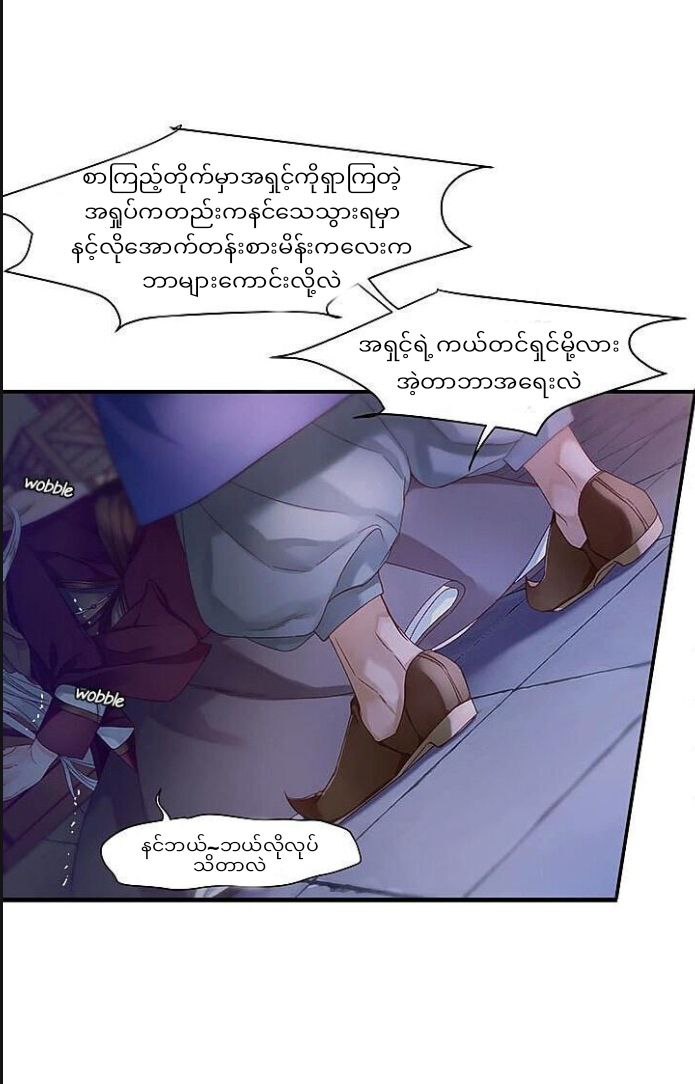 စာကြည့်တိုက်မှာအရှင့်ကိုရှာကြတဲ့
အရှုပ်ကတည်းကနင်သေသွားရမှာ
နင့်လိုအောက်တန်းစားမိန်းကလေးက
ဘာများကောင်းလို့လဲ
အရှင့်ရဲ့ ကယ်တင်ရှင်မို့လား
အဲ့တာဘာအရေးလဲ
wobble
wobble
နင်ဘယ်~ဘယ်လိုလုပ်
သိတာလဲ